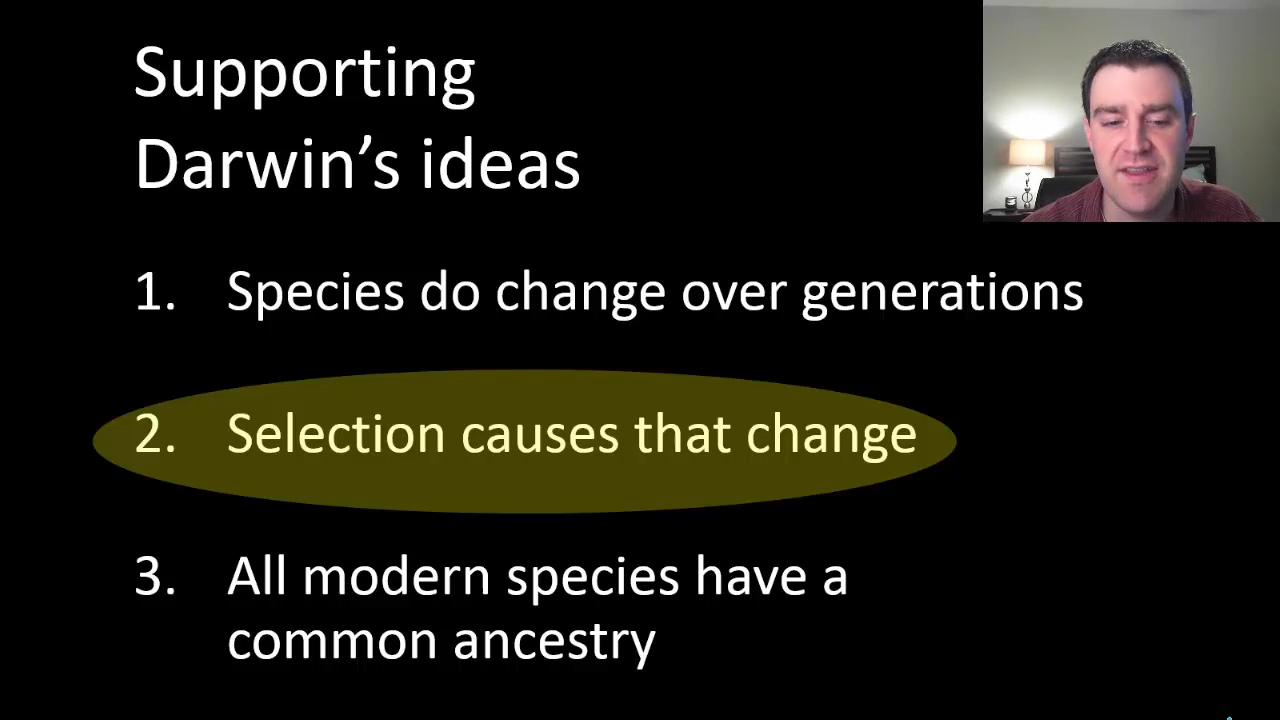 Supporting
Darwin’s ideas
1. Species do change over generations
2. Selection causes that change
3. All modern species have a
common ancestry